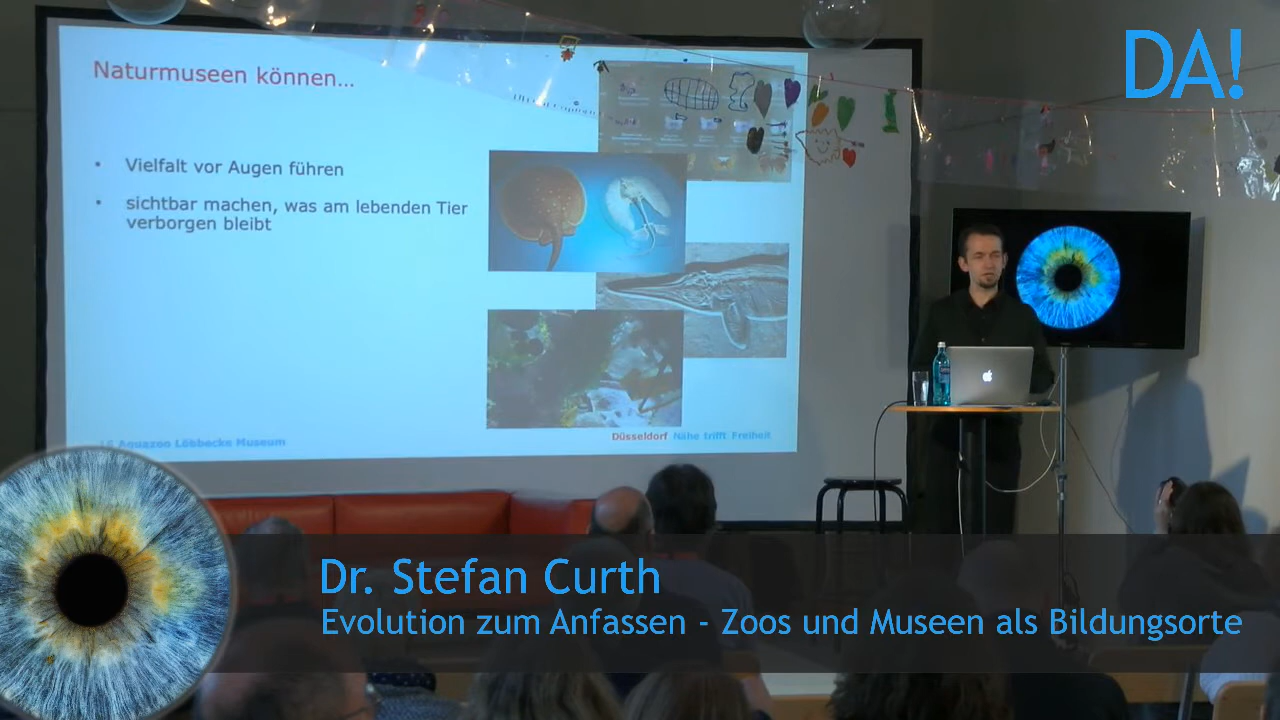 DA!
Naturmuseen können...
• Vielfalt vor Augen führen
• sichtbar machen, was am lebenden Tier
verborgen bleibt
16 Aquazoo Löbbecke Museum
Düsseldorf Nähe trifft Freiheit
Dr. Stefan Curth
Evolution zum Anfassen - Zoos und Museen als Bildungsorte